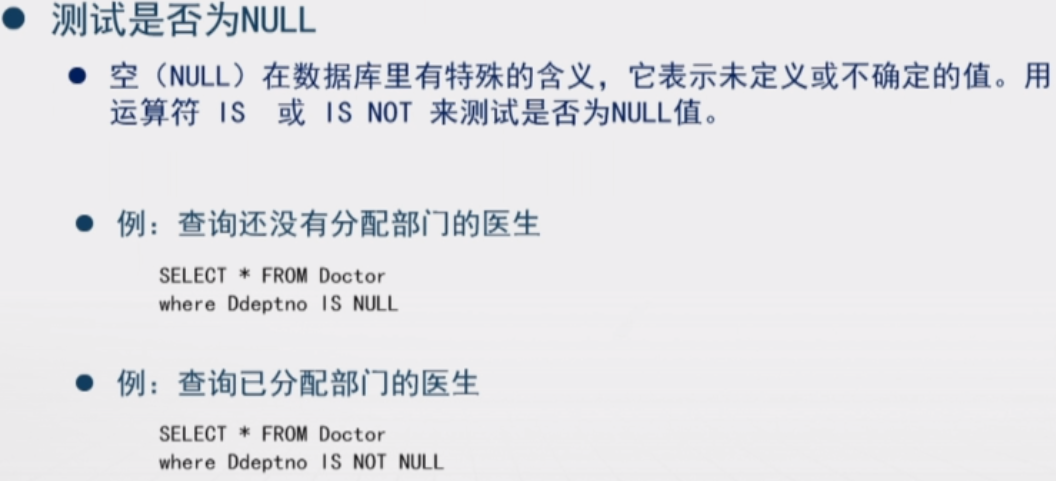 测试是否为NULL
空（NULL）在数据库里有特殊的含义，它表示未定义或不确定的值。用
运算符 IS 或 IS NOT 来测试是否为NULL值。
例：查询还没有分配部门的医生
SELECT * FROM Doctor
where Ddeptno IS NULL
例：查询已分配部门的医生
SELECT * FROM Doctor
where Ddeptno IS NOT NULL